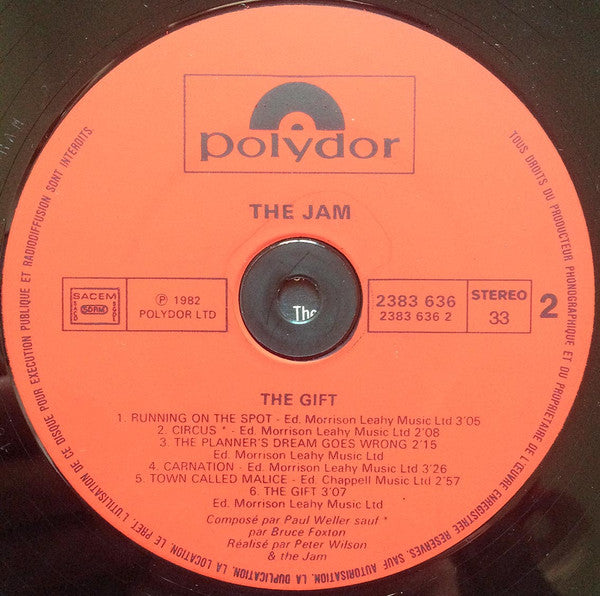 polydor
THE JAM
SACEM
SDRM
SACD
SGDL
℗ 1982
POLYDOR LTD
The
2383 636
2383 636 2
STEREO
33
2
THE GIFT
1. RUNNING ON THE SPOT - Ed. Morrison Leahy Music Ltd 3'05
2. CIRCUS * - Ed. Morrison Leahy Music Ltd 2'08
3. THE PLANNER'S DREAM GOES WRONG 2'15
Ed. Morrison Leahy Music Ltd
4. CARNATION - Ed. Morrison Leahy Music Ltd 3'26
5. TOWN CALLED MALICE - Ed. Chappell Music Ltd 2'57
6. THE GIFT 3'07
Ed. Morrison Leahy Music Ltd
Composé par Paul Weller sauf *
par Bruce Foxton
Réalisé par Peter Wilson
& the Jam
TOUS DROITS DU PRODUCTEUR PHONOGRAPHIQUE ET DU PROPRIETAIRE DE L'ŒUVRE ENREGISTREE RESERVES. SAUF AUTORISATION, LA DUPLICATION, LA LOCATION, LE PRET, L'UTILISATION DE CE DISQUE POUR EXECUTION PUBLIQUE ET RADIODIFFUSION SONT INTERDITS.